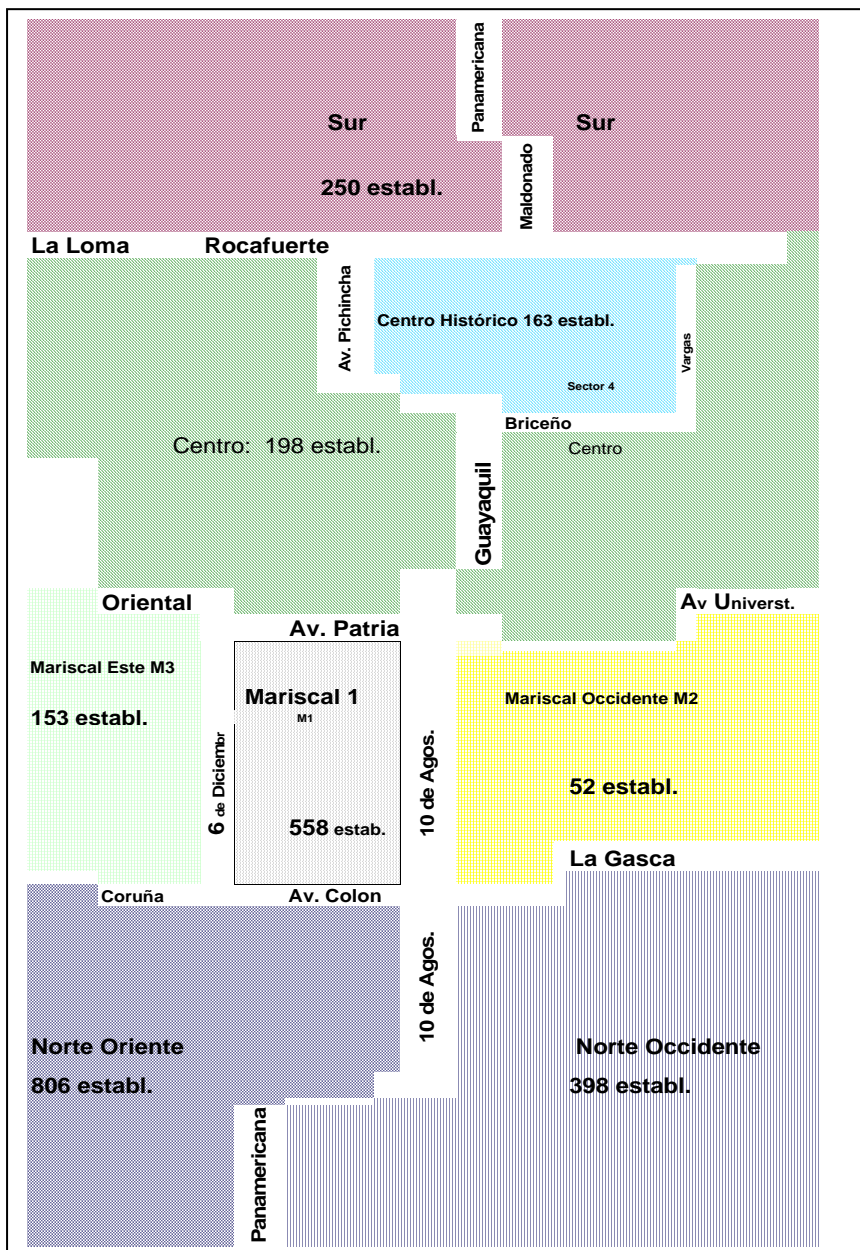 Panamericana
Sur
Sur
Maldonado
250 establ.
La Loma
Rocafuerte
Av. Pichincha
Centro Histórico 163 establ.
Vargas
Sector 4
Briceño
Centro: 198 establ.
Centro
Guayaquil
Oriental
Av Universt.
Av. Patria
Mariscal Este M3
153 establ.
6 de Diciembr
Mariscal 1
M1
558 estab.
10 de Agos.
Mariscal Occidente M2
52 establ.
La Gasca
Coruña
Av. Colon
10 de Agos.
Norte Oriente
806 establ.
Norte Occidente
398 establ.
Panamericana